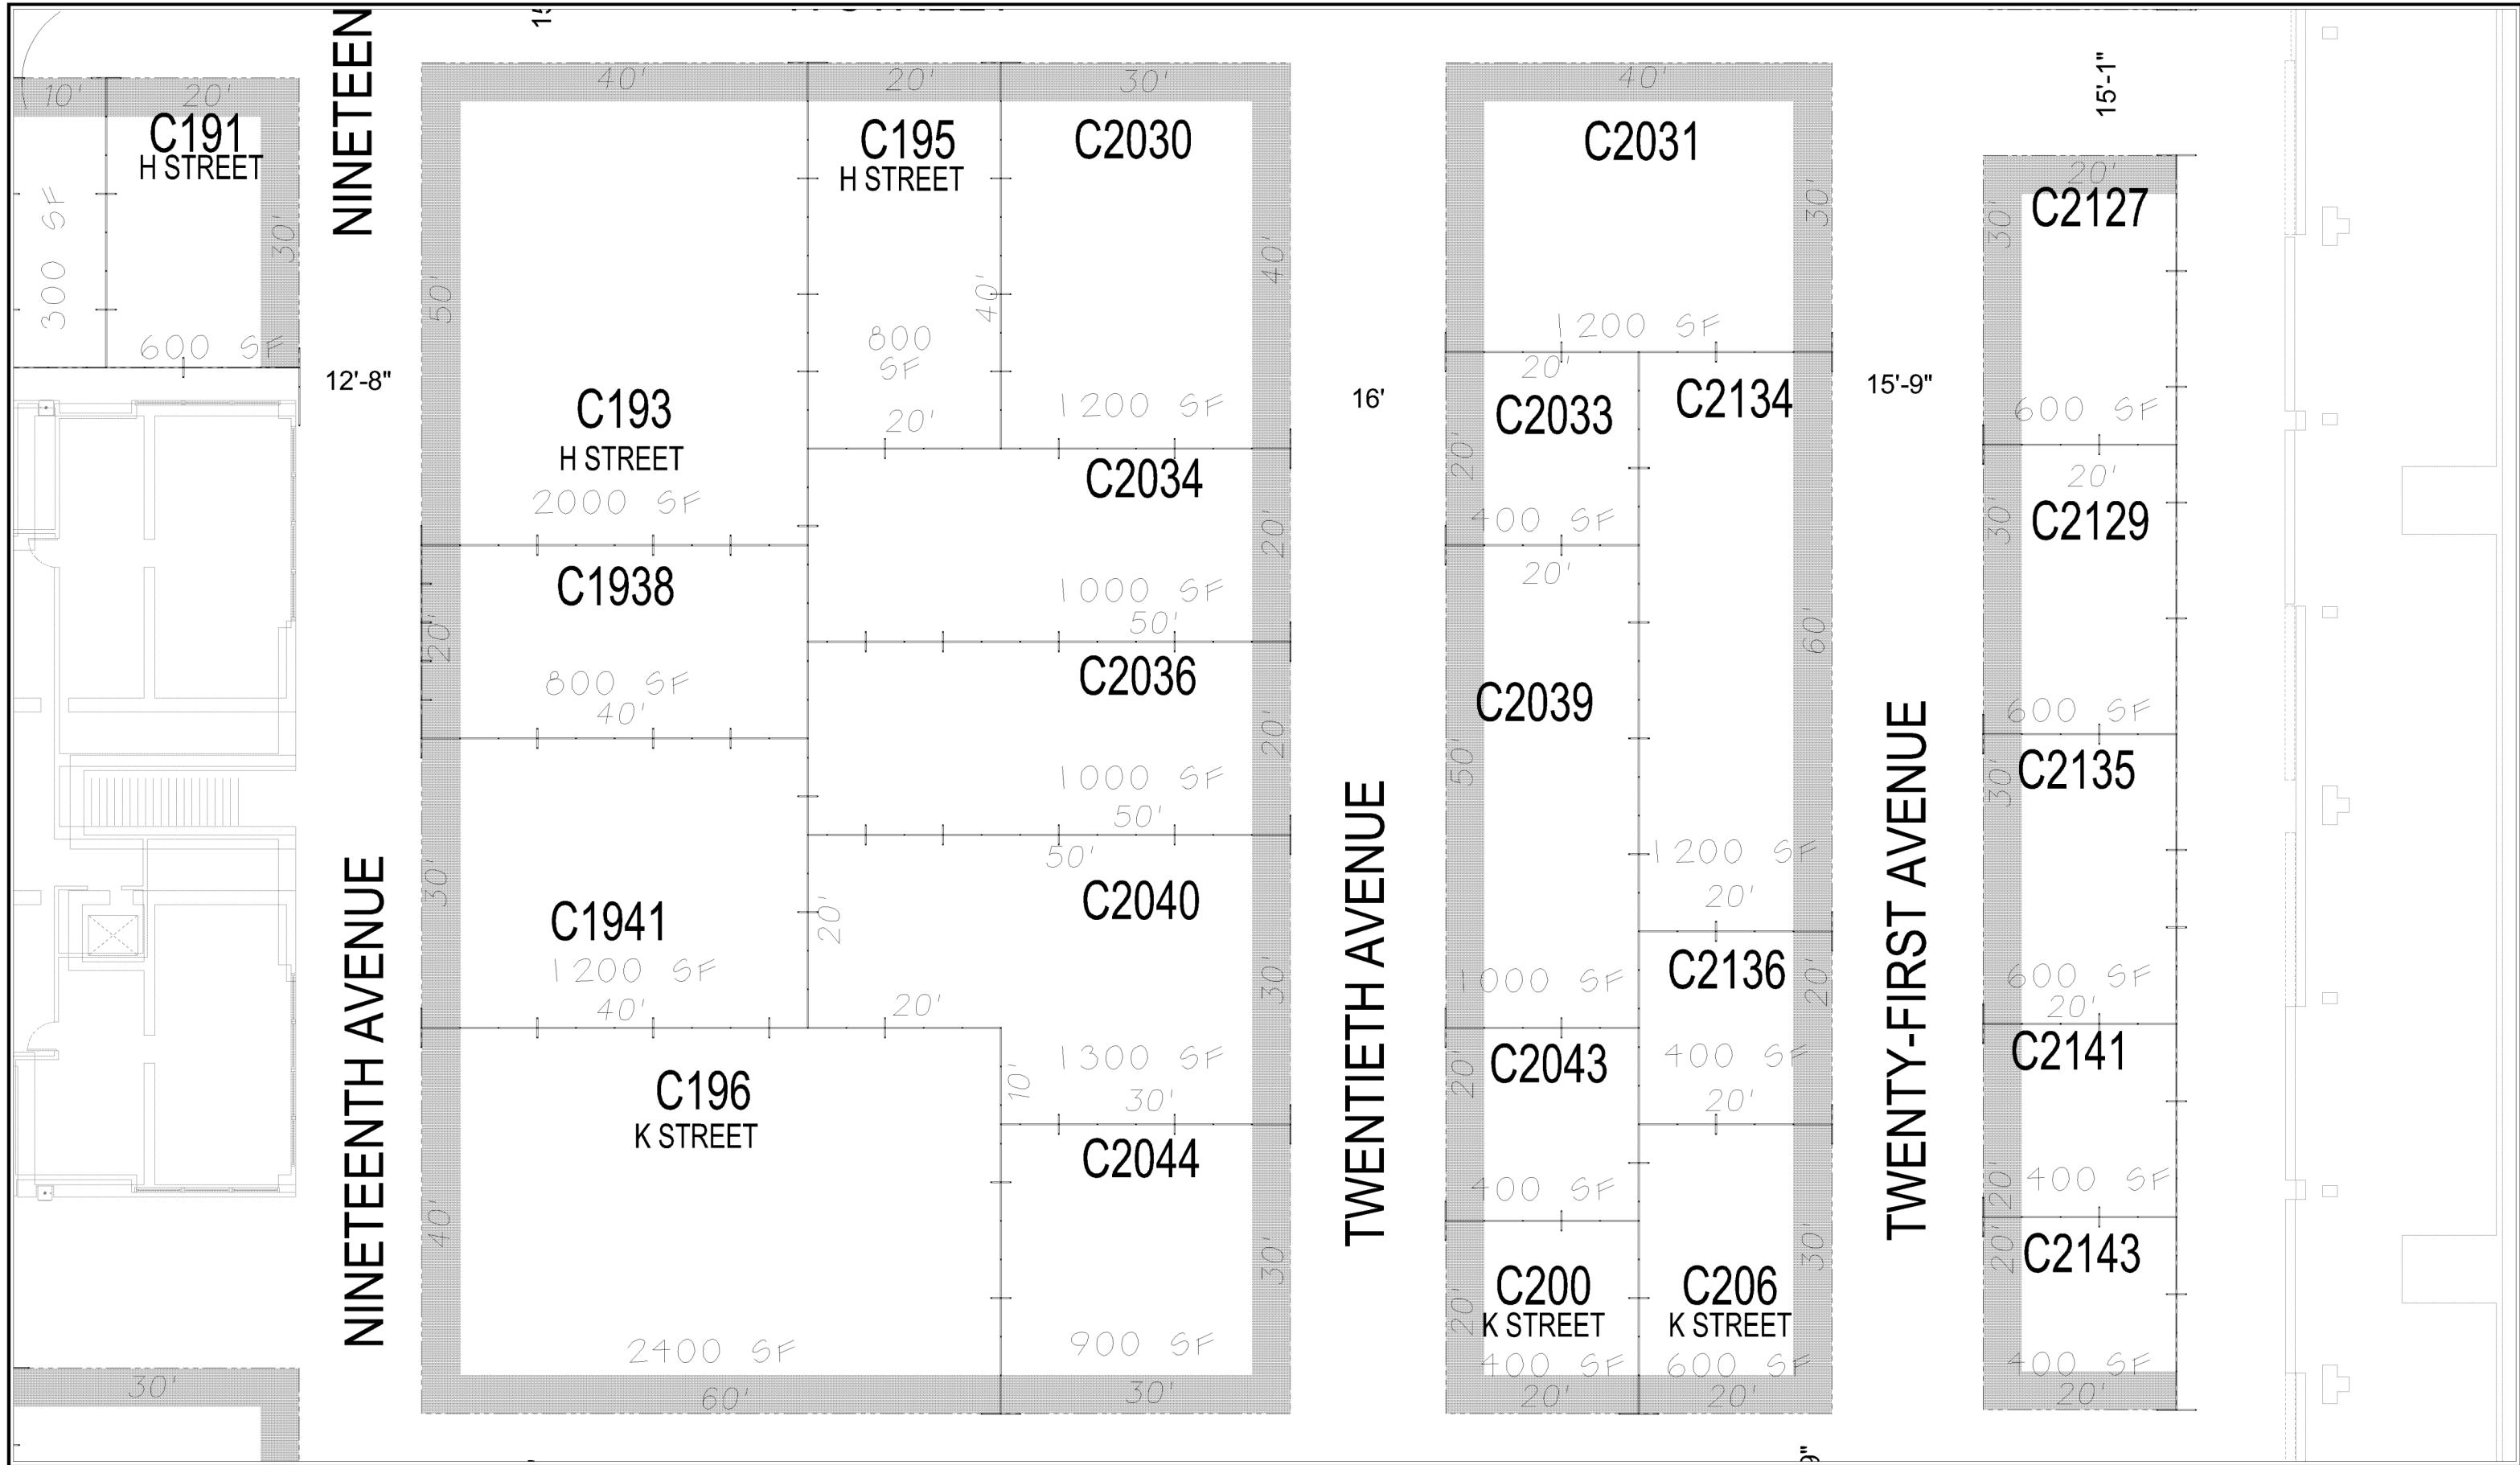 NINETEEN
10'
20'
C191
H STREET
300 SF
30'
600 SF
12'-8"
NINETEENTH AVENUE
30'
40'
20'
30'
50'
C193
H STREET
2000 SF
C195
H STREET
800
SF
20'
40'
C2030
40'
1200 SF
C1938
20'
800 SF
40'
C2034
20'
1000 SF
50'
C2036
20'
1000 SF
50'
C1941
30'
1200 SF
40'
50'
C2040
20'
20'
30'
1300 SF
10'
30'
C196
K STREET
40'
2400 SF
60'
C2044
30'
900 SF
30'
16'
TWENTIETH AVENUE
40'
C2031
30'
1200 SF
20'
C2033
20'
400 SF
20'
C2134
60'
1200 SF
20'
C2039
50'
1000 SF
C2136
20'
400 SF
20'
C2043
20'
400 SF
C200
K STREET
20'
400 SF
20'
C206
K STREET
30'
600 SF
20'
15'-9"
TWENTY-FIRST AVENUE
15'-1"
20'
C2127
30'
600 SF
20'
C2129
30'
600 SF
C2135
30'
600 SF
20'
C2141
20'
400 SF
C2143
20'
400 SF
20'